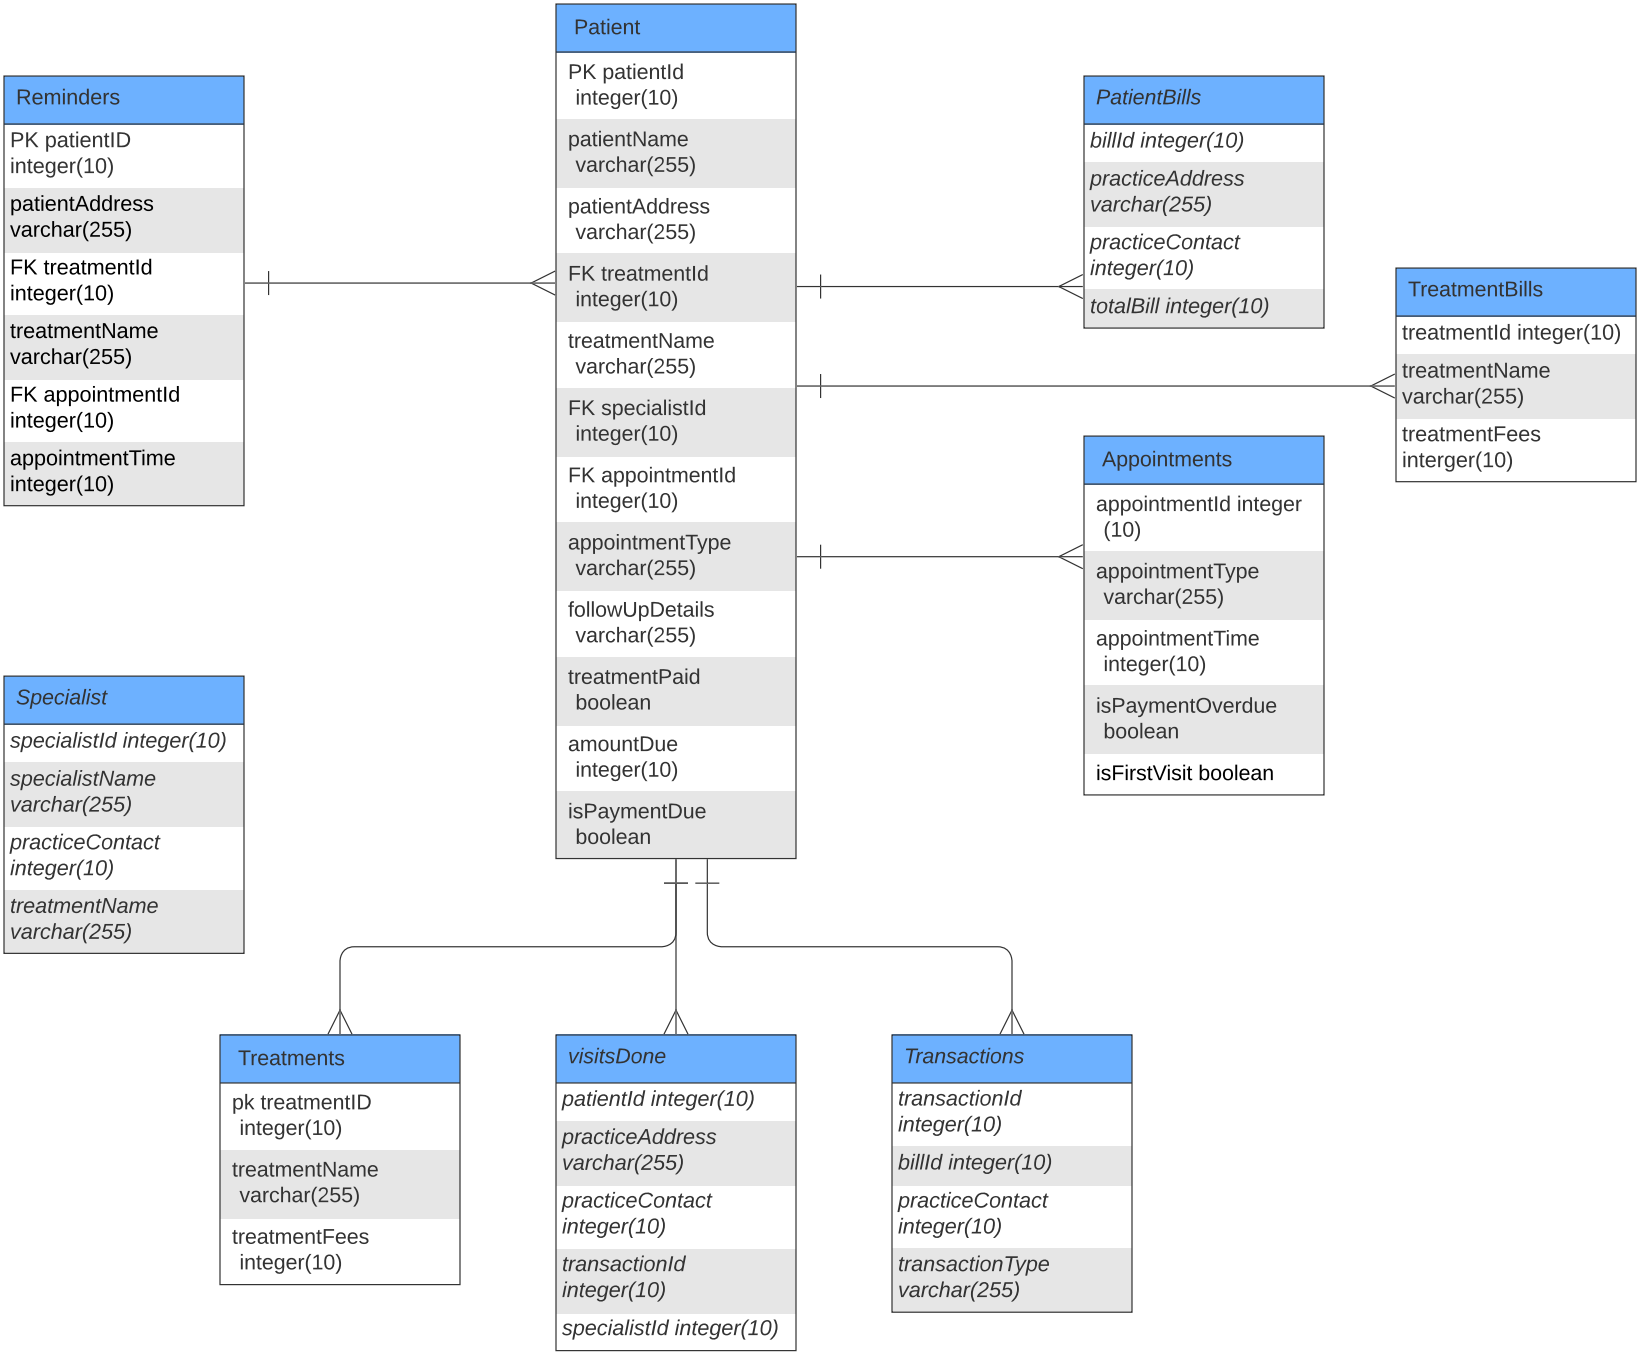 Patient
PK patientId
integer(10)
patientName
varchar(255)
patientAddress
varchar(255)
FK treatmentId
integer(10)
treatmentName
varchar(255)
FK specialistId
integer(10)
FK appointmentId
integer(10)
appointmentType
varchar(255)
followUpDetails
varchar(255)
treatmentPaid
boolean
amountDue
integer(10)
isPaymentDue
boolean
Reminders
PK patientID
integer(10)
patientAddress
varchar(255)
FK treatmentId
integer(10)
treatmentName
varchar(255)
FK appointmentId
integer(10)
appointmentTime
integer(10)
PatientBills
billId integer(10)
practiceAddress
varchar(255)
practiceContact
integer(10)
totalBill integer(10)
TreatmentBills
treatmentId integer(10)
treatmentName
varchar(255)
treatmentFees
interger(10)
Appointments
appointmentId integer
(10)
appointmentType
varchar(255)
appointmentTime
integer(10)
isPaymentOverdue
boolean
isFirstVisit boolean
Specialist
specialistId integer(10)
specialistName
varchar(255)
practiceContact
integer(10)
treatmentName
varchar(255)
Treatments
pk treatmentID
integer(10)
treatmentName
varchar(255)
treatmentFees
integer(10)
visitsDone
patientId integer(10)
practiceAddress
varchar(255)
practiceContact
integer(10)
transactionId
integer(10)
specialistId integer(10)
Transactions
transactionId
integer(10)
billId integer(10)
practiceContact
integer(10)
transactionType
varchar(255)